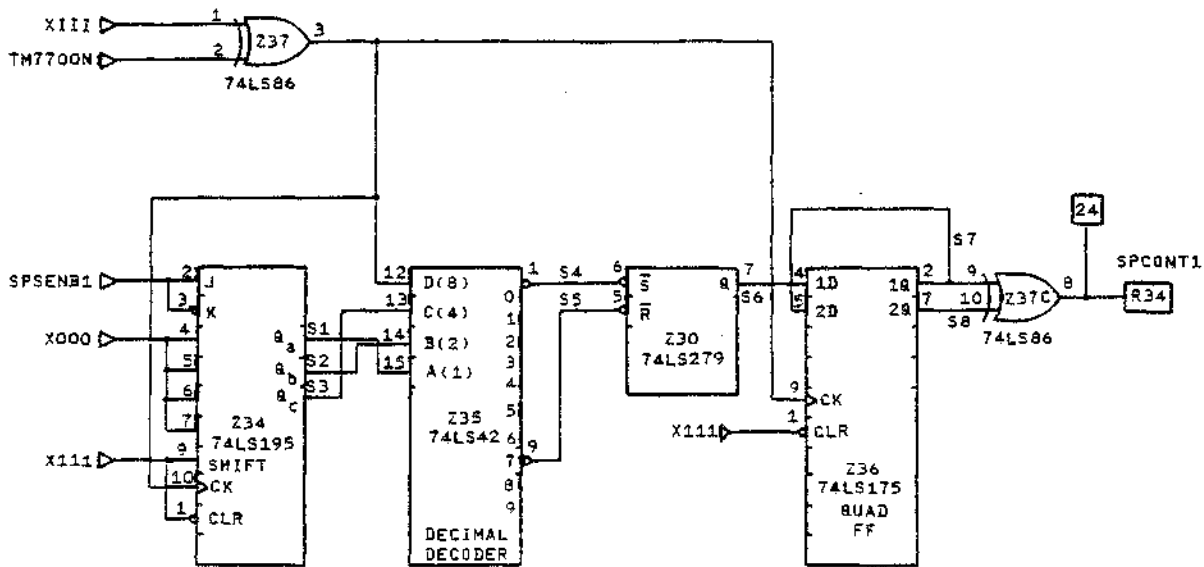 XIII
1
3
Z37
TM7700N
2
74LS86
24
S7
SPCONT1
SPSENB1
2
J
12
D(8)
1
S4
6
S
7
4
1D
1Q
2
9
8
R34
3
K
13
C(4)
0
S5
5
R
Q
S6
5
2D
2Q
7
10
Z37C
X000
4
S1
14
B(2)
1
S8
74LS86
5
Qa
S2
15
A(1)
2
Z30
6
Qb
S3
3
74LS279
7
Qc
4
9
CK
Z34
Z35
5
1
74LS195
74LS42
6
X111
CLR
X111
9
SHIFT
7
9
Z36
10
CK
8
74LS175
1
CLR
9
QUAD
DECIMAL
FF
DECODER